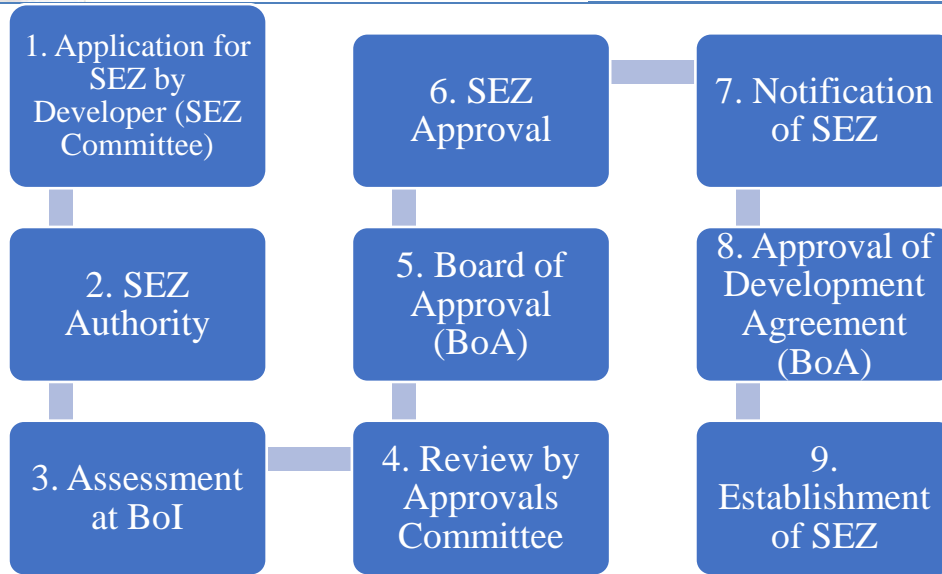 1. Application for
SEZ by
Developer (SEZ
Committee)
2. SEZ
Authority
3. Assessment
at BoI
4. Review by
Approvals
Committee
5. Board of
Approval
(BoA)
6. SEZ
Approval
7. Notification
of SEZ
8. Approval of
Development
Agreement
(BoA)
9.
Establishment
of SEZ